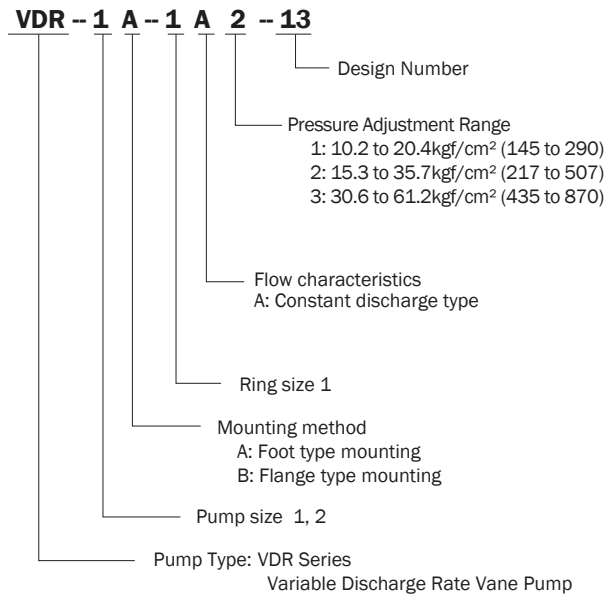 VDR -- 1 A -- 1 A 2 -- 13
Design Number
Pressure Adjustment Range
1: 10.2 to 20.4kgf/cm² (145 to 290)
2: 15.3 to 35.7kgf/cm² (217 to 507)
3: 30.6 to 61.2kgf/cm² (435 to 870)
Flow characteristics
A: Constant discharge type
Ring size 1
Mounting method
A: Foot type mounting
B: Flange type mounting
Pump size 1, 2
Pump Type: VDR Series
Variable Discharge Rate Vane Pump